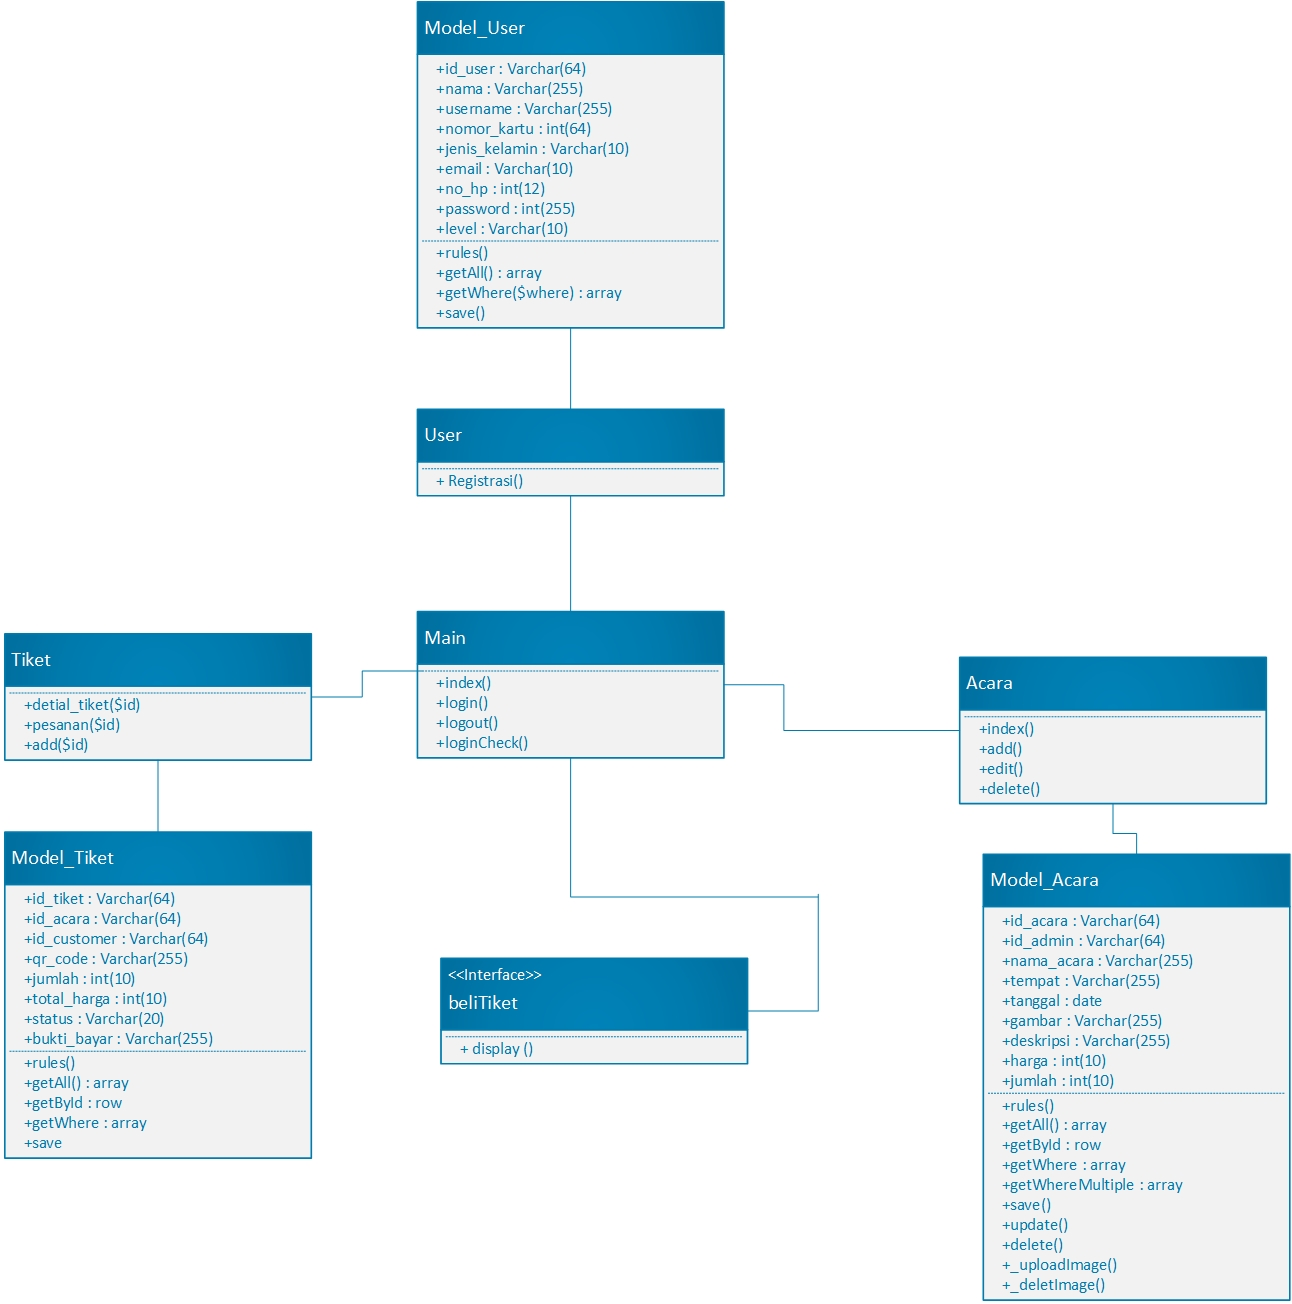 Model_User
+id_user : Varchar(64)
+nama : Varchar(255)
+username : Varchar(255)
+nomor_kartu : int(64)
+jenis_kelamin : Varchar(10)
+email : Varchar(10)
+no_hp : int(12)
+password : int(255)
+level : Varchar(10)
+rules()
+getAll() : array
+getWhere($where) : array
+save()
User
+ Registrasi()
Main
+index()
+login()
+logout()
+loginCheck()
Tiket
+detial_tiket($id)
+pesanan($id)
+add($id)
Acara
+index()
+add()
+edit()
+delete()
Model_Tiket
+id_tiket : Varchar(64)
+id_acara : Varchar(64)
+id_customer : Varchar(64)
+qr_code : Varchar(255)
+jumlah : int(10)
+total_harga : int(10)
+status : Varchar(20)
+bukti_bayar : Varchar(255)
+rules()
+getAll() : array
+getById : row
+getWhere : array
+save
<<Interface>>
beliTiket
+ display ()
Model_Acara
+id_acara : Varchar(64)
+id_admin : Varchar(64)
+nama_acara : Varchar(255)
+tempat : Varchar(255)
+tanggal : date
+gambar : Varchar(255)
+deskripsi : Varchar(255)
+harga : int(10)
+jumlah : int(10)
+rules()
+getAll() : array
+getById : row
+getWhere : array
+getWhereMultiple : array
+save()
+update()
+delete()
+_uploadImage()
+_deletImage()